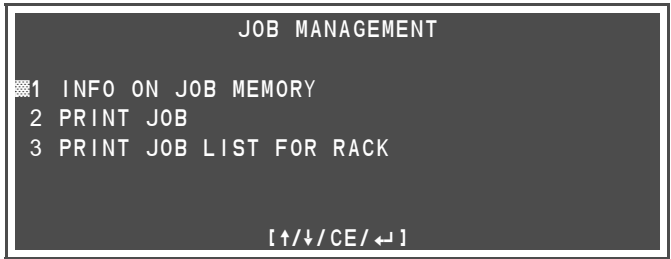 JOB MANAGEMENT
1 INFO ON JOB MEMORY
2 PRINT JOB
3 PRINT JOB LIST FOR RACK
[↑/↓/CE/↵]